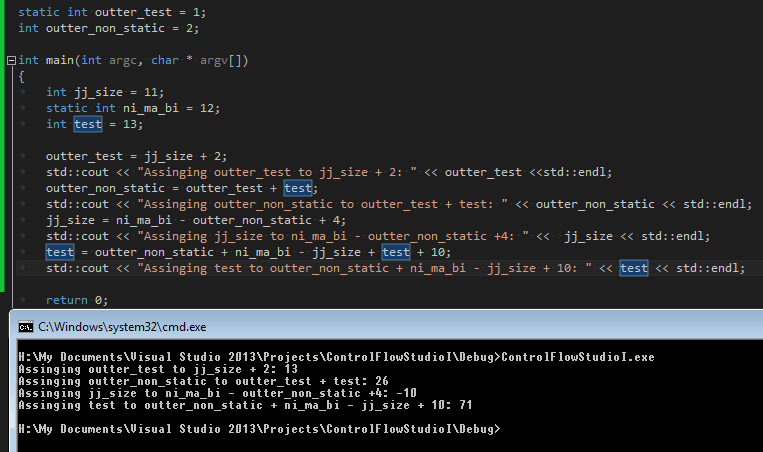 static int outter_test = 1;
int outter_non_static = 2;
int main(int argc, char * argv[])
{
int jj_size = 11;
static int ni_ma_bi = 12;
int test = 13;
outter_test = jj_size + 2;
std::cout << "Assinging outter_test to jj_size + 2: " << outter_test <<std::endl;
outter_non_static = outter_test + test;
std::cout << "Assinging outter_non_static to outter_test + test: " << outter_non_static << std::endl;
jj_size = ni_ma_bi - outter_non_static + 4;
std::cout << "Assinging jj_size to ni_ma_bi - outter_non_static +4: " <<  jj_size << std::endl;
test = outter_non_static + ni_ma_bi - jj_size + test + 10;
std::cout << "Assinging test to outter_non_static + ni_ma_bi - jj_size + 10: " << test << std::endl;
return 0;
C:\Windows\system32\cmd.exe
H:\My Documents\Visual Studio 2013\Projects\ControlFlowStudioI\Debug>ControlFlowStudioI.exe
Assinging outter_test to jj_size + 2: 13
Assinging outter_non_static to outter_test + test: 26
Assinging jj_size to ni_ma_bi - outter_non_static +4: -10
Assinging test to outter_non_static + ni_ma_bi - jj_size + 10: 71
H:\My Documents\Visual Studio 2013\Projects\ControlFlowStudioI\Debug>